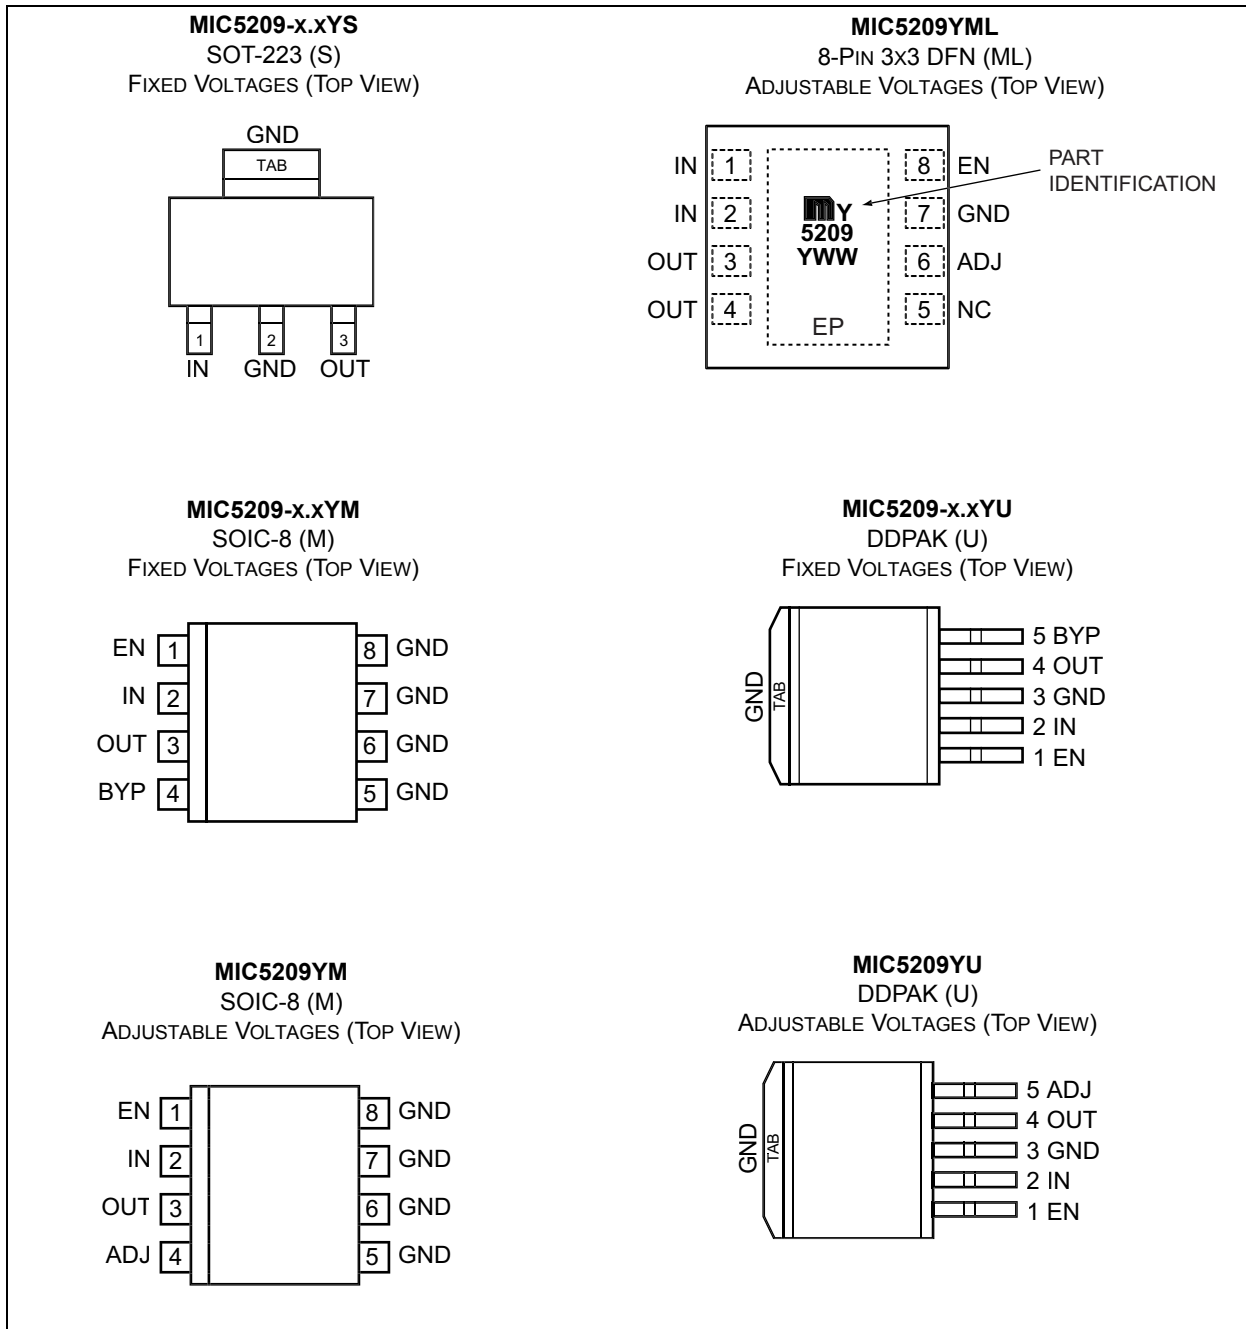 MIC5209-x.xYS
SOT-223 (S)
FIXED VOLTAGES (TOP VIEW)
GND
TAB
1
2
3
IN
GND
OUT
MIC5209YML
8-PIN 3X3 DFN (ML)
ADJUSTABLE VOLTAGES (TOP VIEW)
IN 1
IN 2
OUT 3
OUT 4
Y
5209
YWW
EP
8 EN
7 GND
6 ADJ
5 NC
PART
IDENTIFICATION
MIC5209-x.xYM
SOIC-8 (M)
FIXED VOLTAGES (TOP VIEW)
EN 1
IN 2
OUT 3
BYP 4
8 GND
7 GND
6 GND
5 GND
MIC5209-x.xYU
DDPAK (U)
FIXED VOLTAGES (TOP VIEW)
GND
TAB
5 BYP
4 OUT
3 GND
2 IN
1 EN
MIC5209YM
SOIC-8 (M)
ADJUSTABLE VOLTAGES (TOP VIEW)
EN 1
IN 2
OUT 3
ADJ 4
8 GND
7 GND
6 GND
5 GND
MIC5209YU
DDPAK (U)
ADJUSTABLE VOLTAGES (TOP VIEW)
GND
TAB
5 ADJ
4 OUT
3 GND
2 IN
1 EN